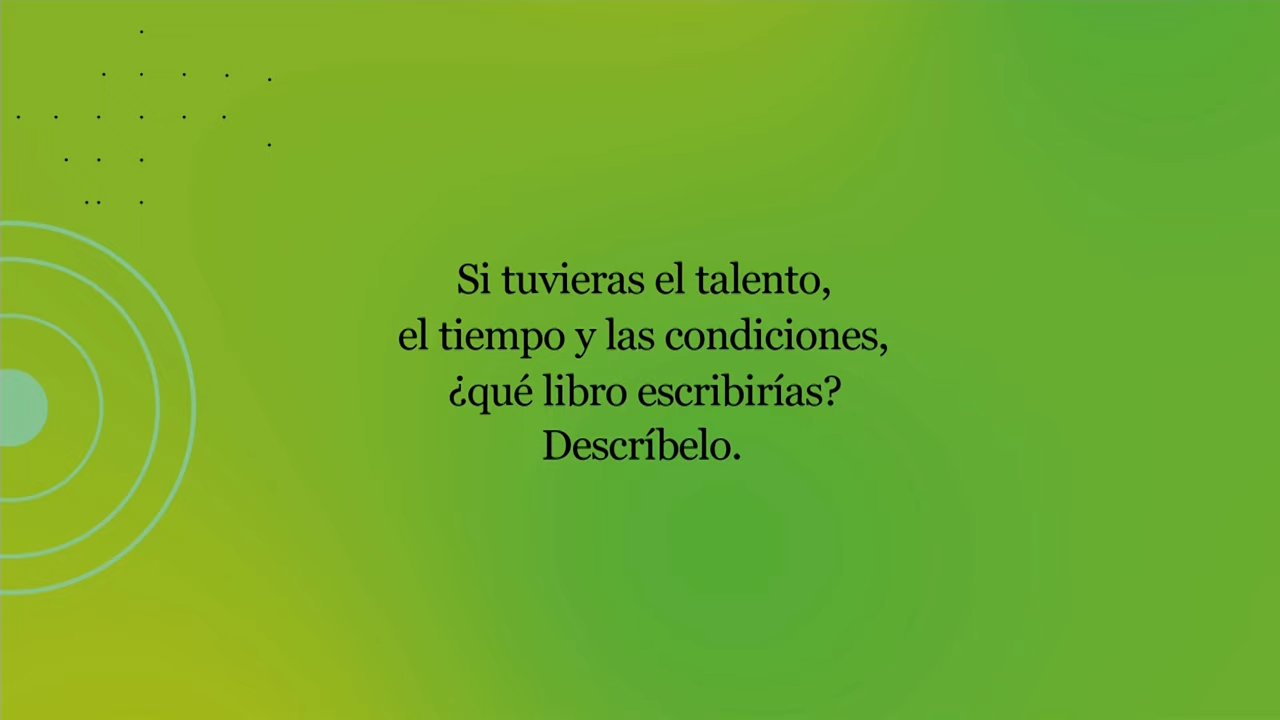 Si tuvieras el talento,
el tiempo y las condiciones,
¿qué libro escribirías?
Descríbelo.